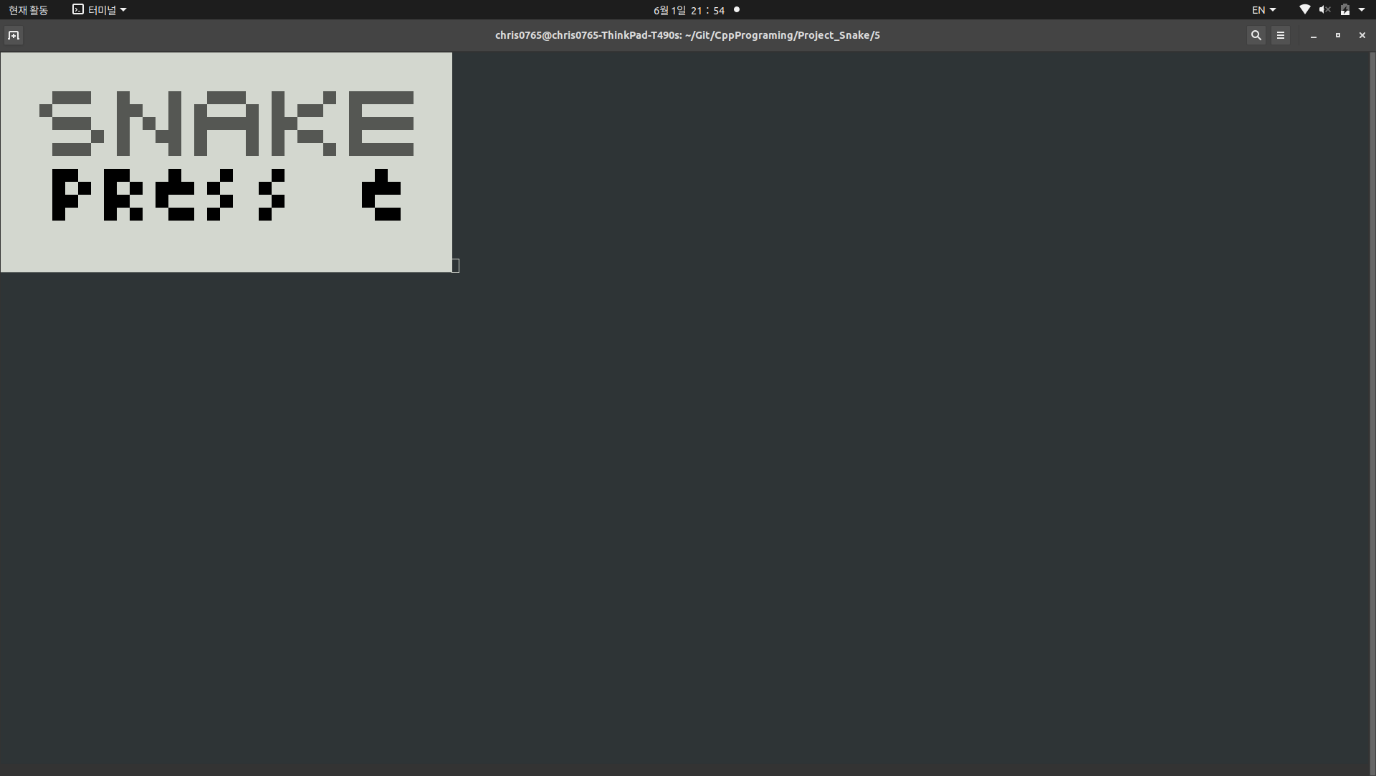 현재 활동 터미널 6월 1일 21 : 54 EN
chris0765@chris0765-ThinkPad-T490s: ~/Git/CppPrograming/Project_Snake/5
SNAKE
PRESS e